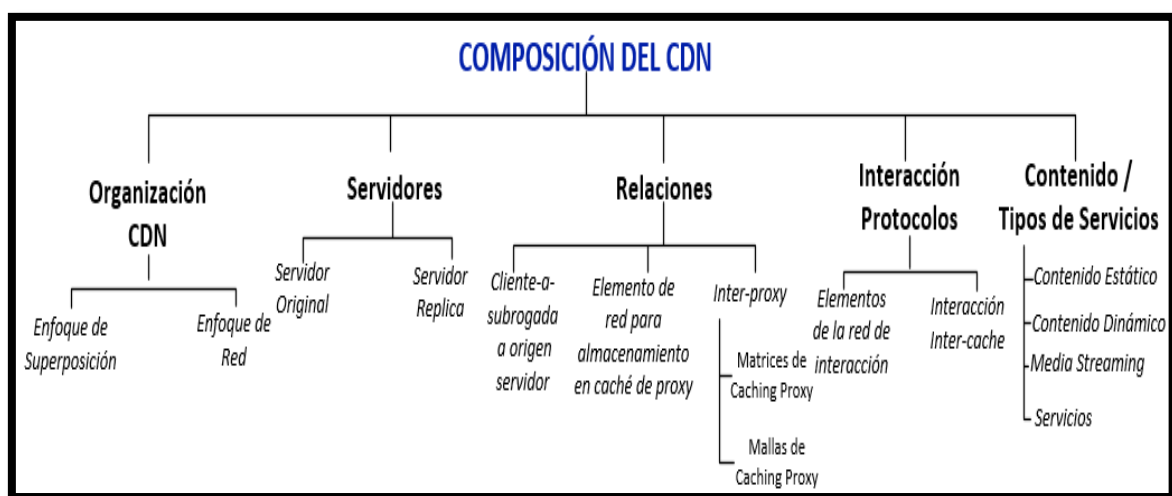 COMPOSICIÓN DEL CDN
Organización
CDN
Enfoque de
Superposición
Enfoque de
Red
Servidores
Servidor
Original
Servidor
Replica
Relaciones
Cliente-a-
subrogada
a origen
servidor
Elemento de
red para
almacenamiento
en caché de proxy
Inter-proxy
Matrices de
Caching Proxy
Mallas de
Caching Proxy
Interacción
Protocolos
Elementos
de la red de
interacción
Interacción
Inter-cache
Contenido /
Tipos de Servicios
Contenido Estático
Contenido Dinámico
Media Streaming
Servicios